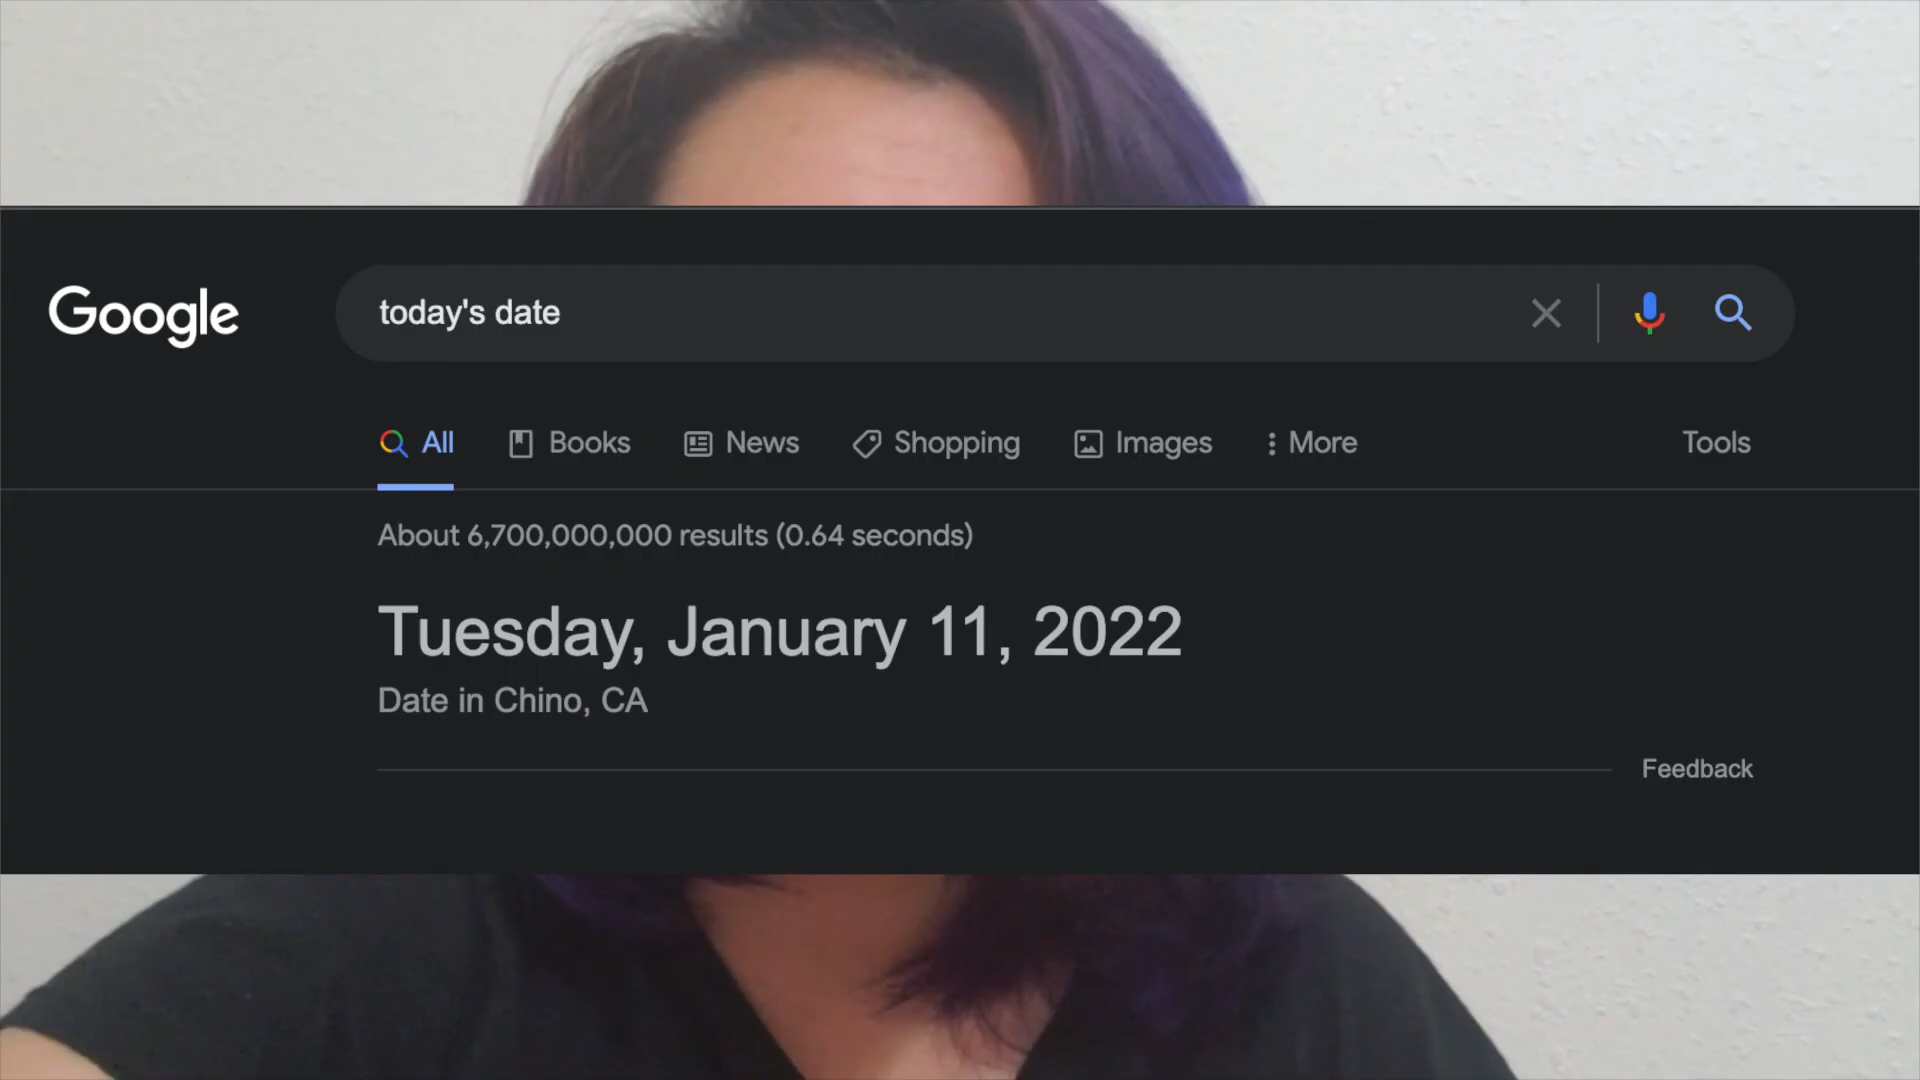 Google
today's date
All Books News Shopping Images More Tools
About 6,700,000,000 results (0.64 seconds)
Tuesday, January 11, 2022
Date in Chino, CA
Feedback